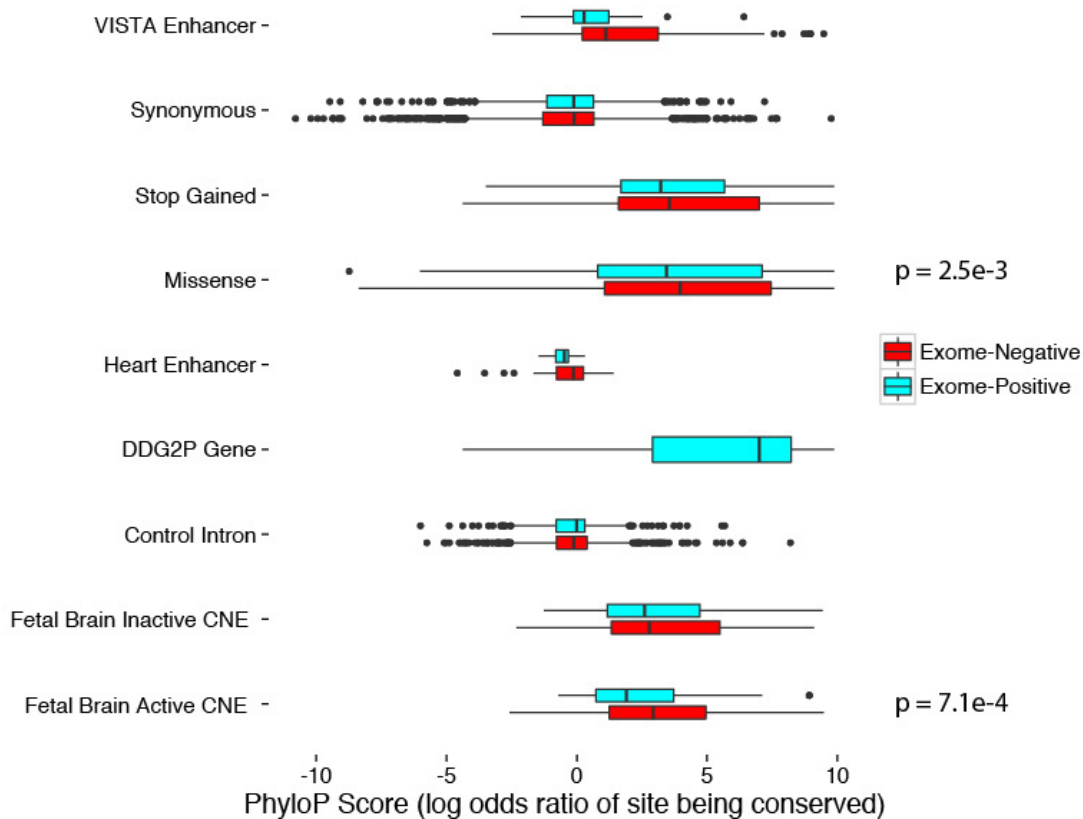 VISTA Enhancer
Synonymous
Stop Gained
Missense
p = 2.5e-3
Heart Enhancer
Exome-Negative
Exome-Positive
DDG2P Gene
Control Intron
Fetal Brain Inactive CNE
Fetal Brain Active CNE
p = 7.1e-4
-10 -5 0 5 10
PhyloP Score (log odds ratio of site being conserved)